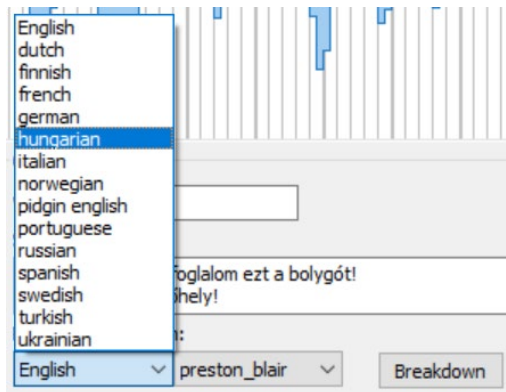 English
dutch
finnish
french
german
hungarian
italian
norwegian
pidgin english
portuguese
russian
spanish
swedish
turkish
ukrainian
foglalom ezt a bolygót!
English
preston_blair
Breakdown